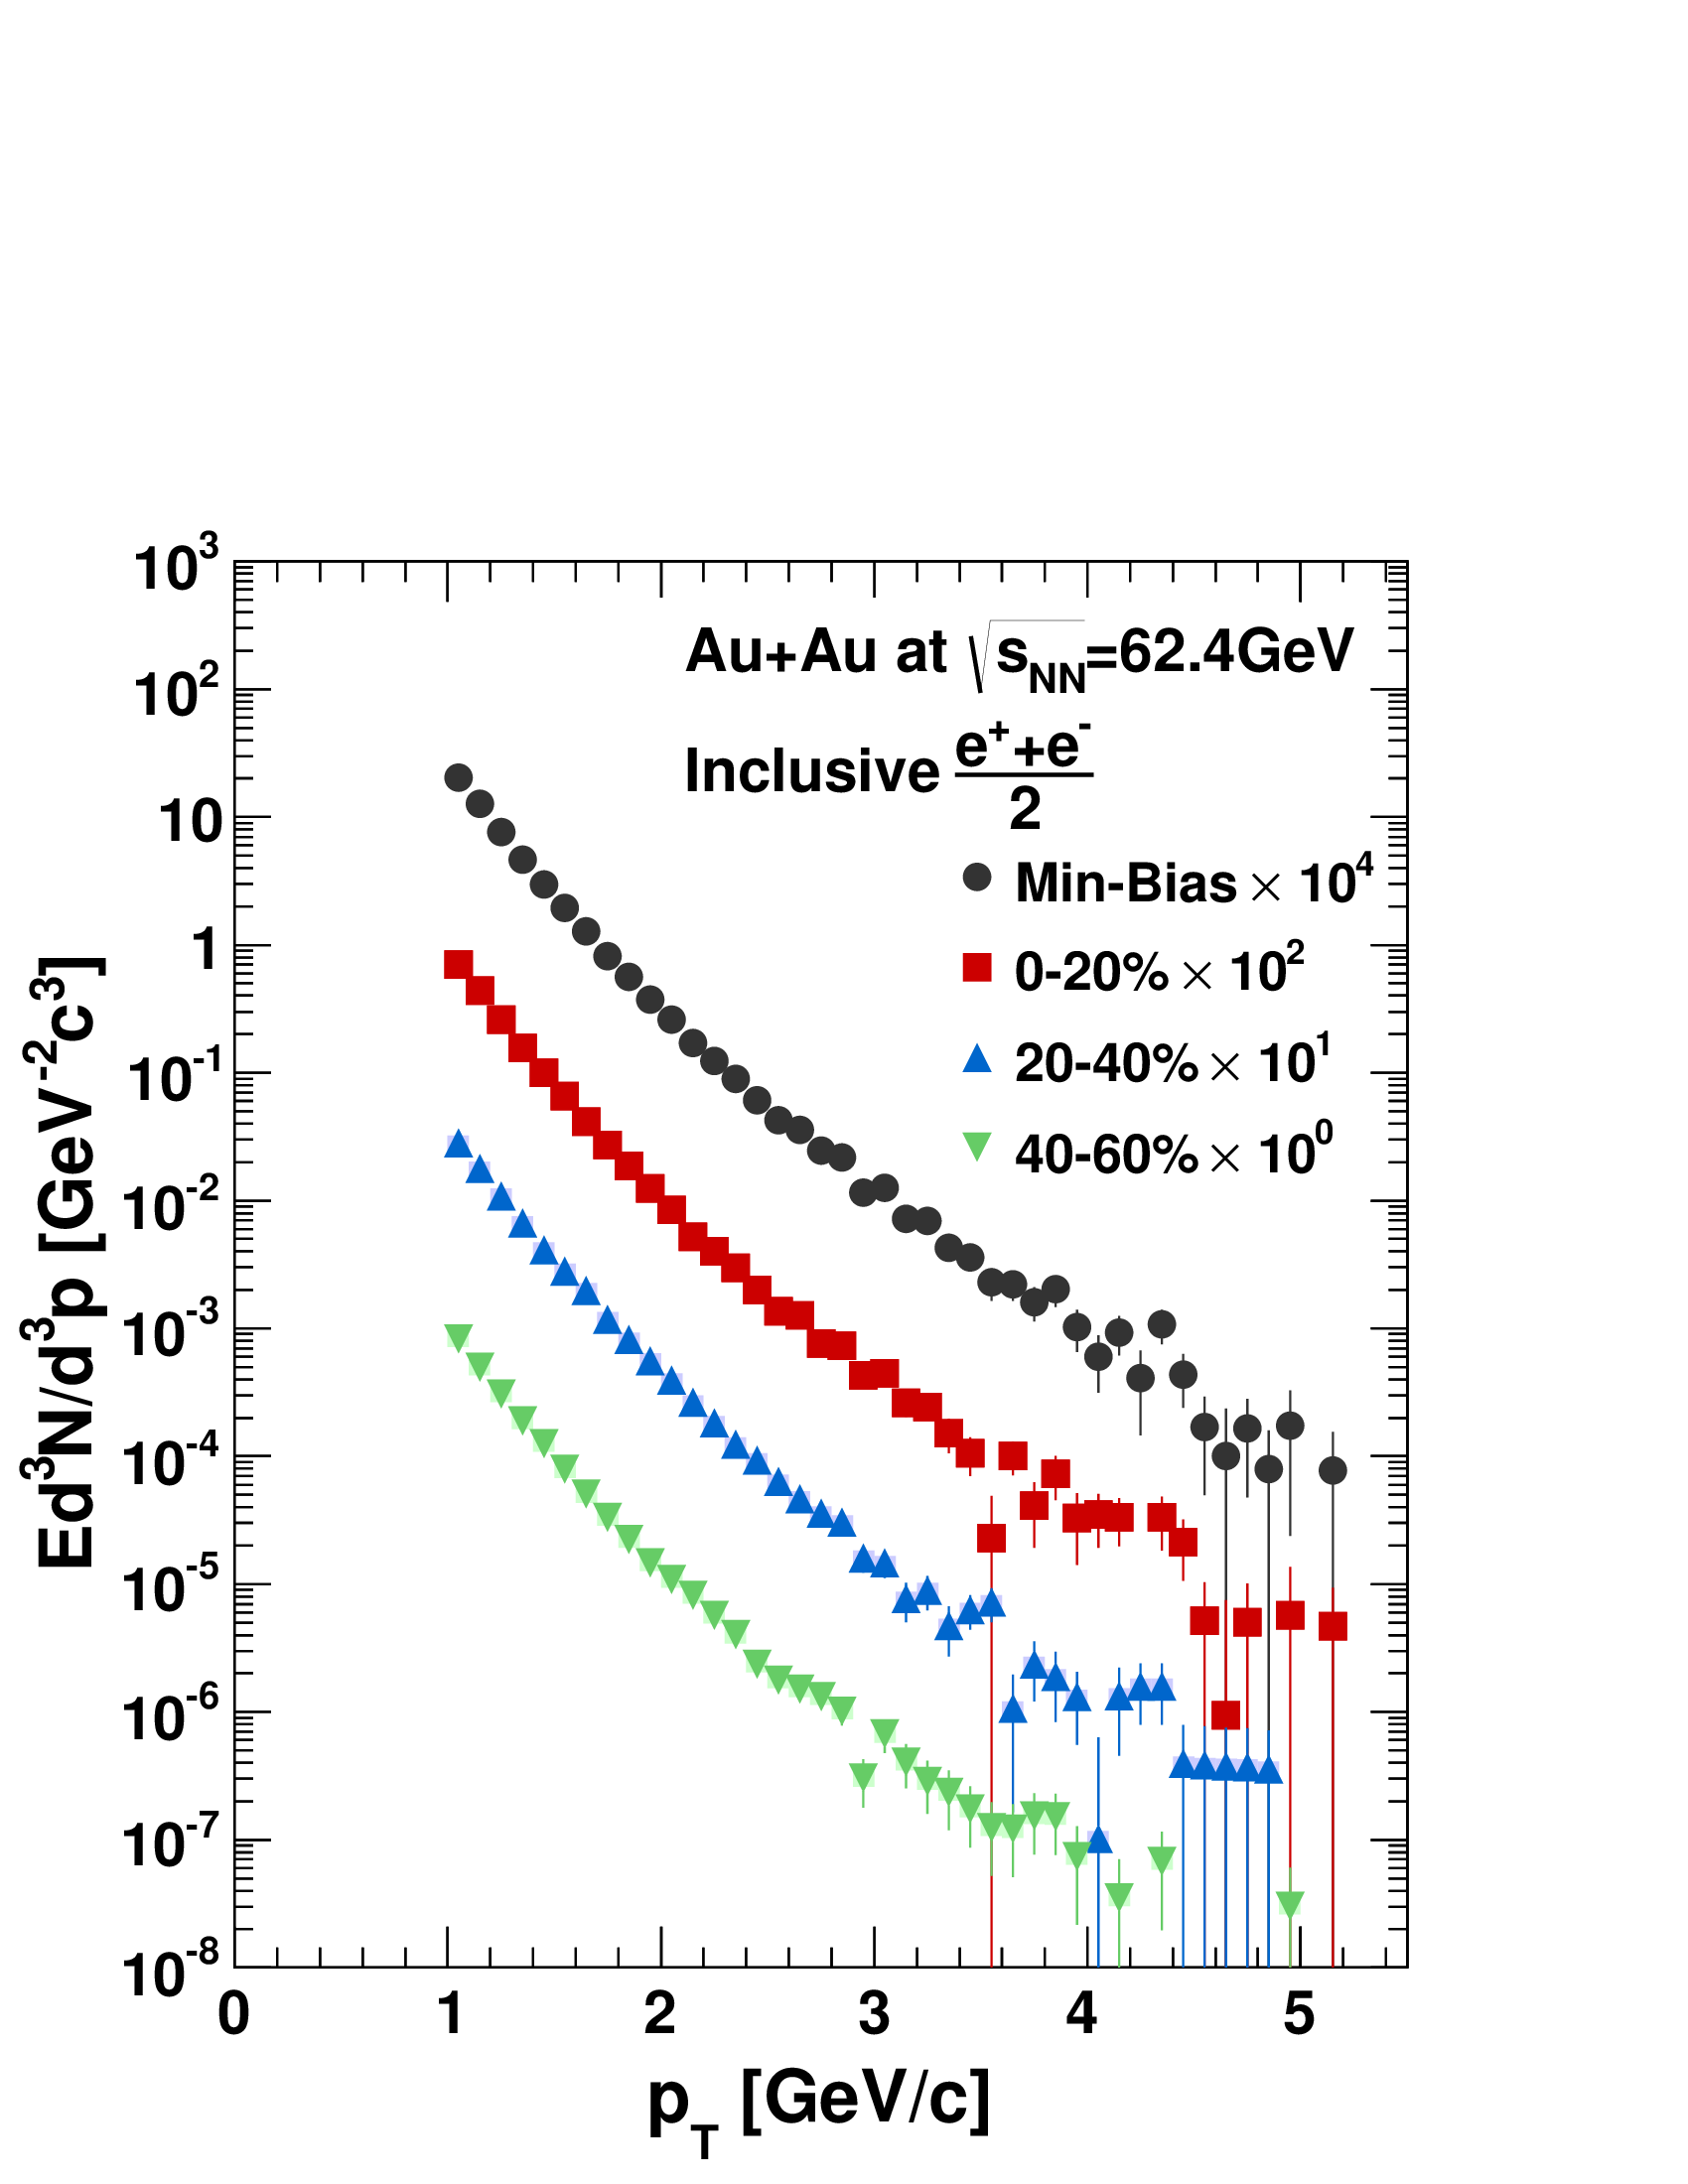 10³
10²
10
1
10⁻¹
10⁻²
10⁻³
10⁻⁴
10⁻⁵
10⁻⁶
10⁻⁷
10⁻⁸
Ed³N/d³p [GeV⁻²c³]
Au+Au at √s_NN=62.4GeV
Inclusive (e⁺+e⁻)/2
Min-Bias × 10⁴
0-20% × 10²
20-40% × 10¹
40-60% × 10⁰
0 1 2 3 4 5
p_T [GeV/c]